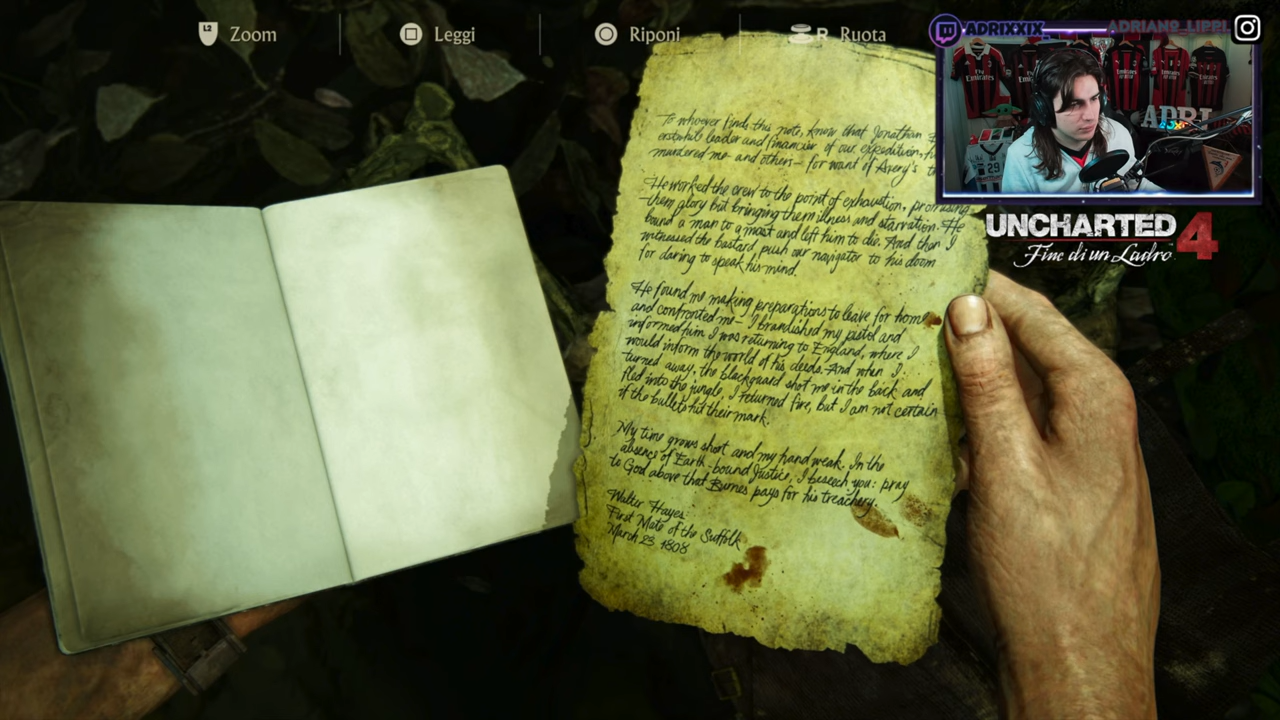 L2 Zoom
Leggi
Riponi
R Ruota
ADRIXXIX
ADRIANO_LIPPI
Fly Emirates
ADRI
29
UNCHARTED 4
Fine di un Ladro
To whoever finds this note, know that Jonathan
erstwhile leader and financier of our expedition,
murdered me- and others- for want of Avery's
He worked the crew to the point of exhaustion, promising
them glory but bringing them illness and starvation. He
bound a man to a mast and left him to die. And then I
witnessed the bastard push our navigator to his doom
for daring to speak his mind.
He found me making preparations to leave for home
and confronted me- I brandished my pistol and
informed him I was returning to England, where I
would inform the world of his deeds. And when I
turned away, the blackguard shot me in the back and
fled into the jungle, I returned fire, but I am not certain
of the bullets hit their mark.
My time grows short and my hand weak. In the
absence of Earth-bound Justice, I beseech you: pray
to God above that Burnes pays for his treachery.
Walter Hayes
First Mate of the Suffolk
March 23 1808